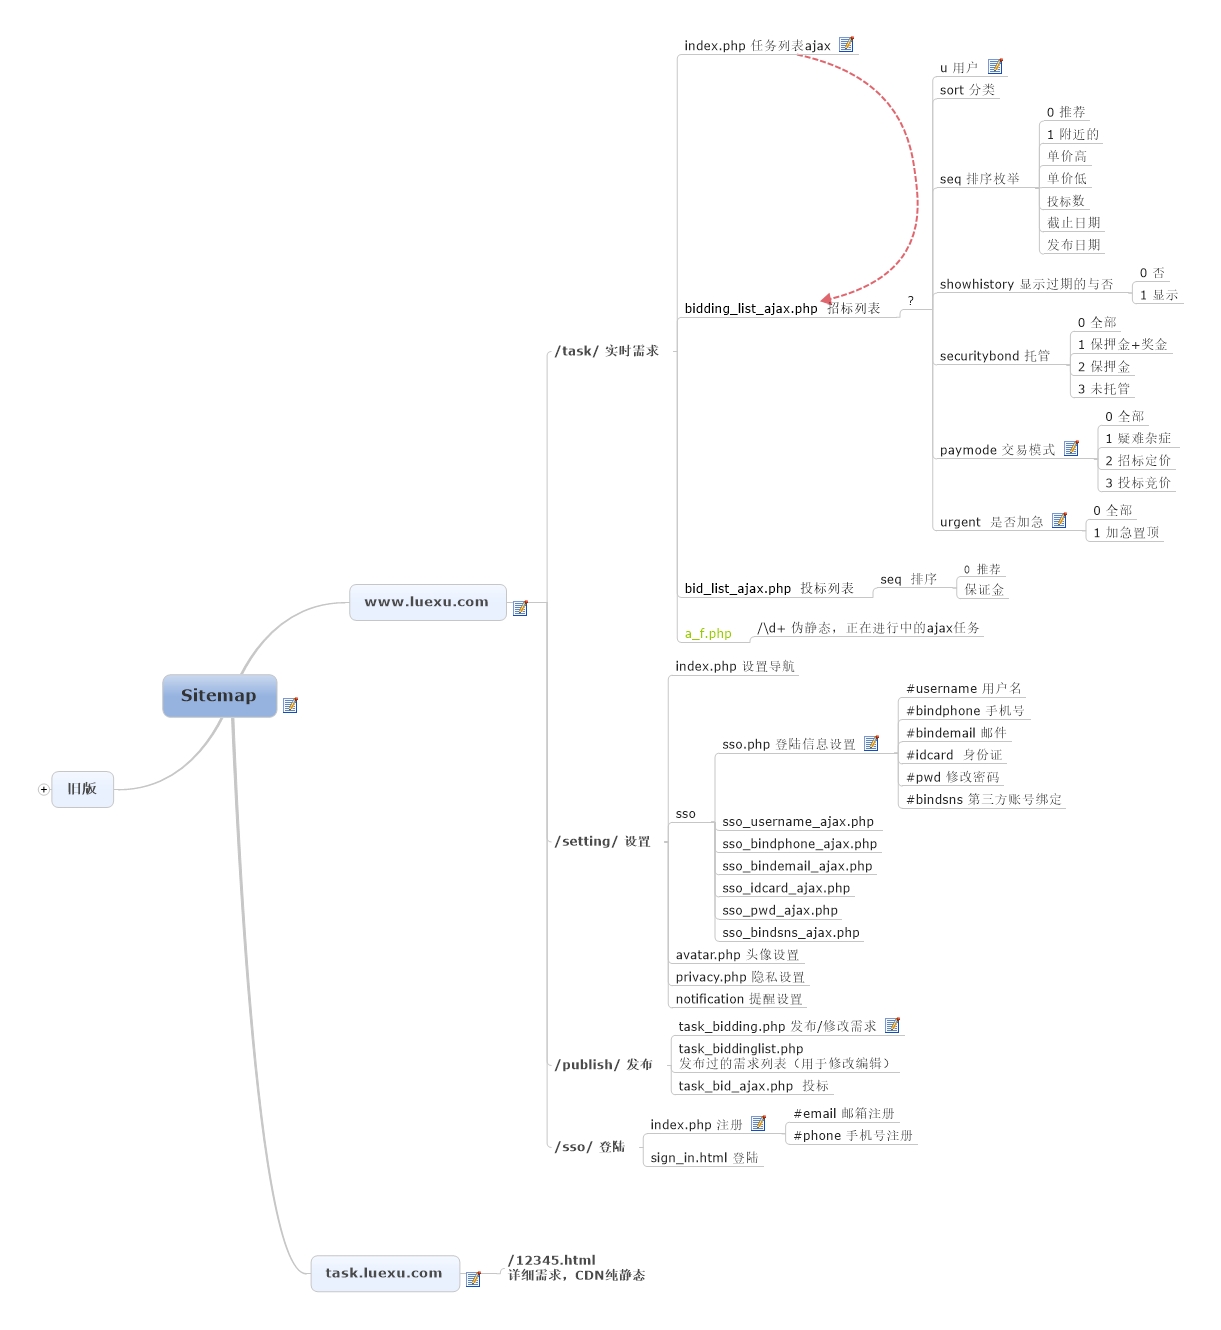 Sitemap
旧版
www.luexu.com
/task/ 实时需求
index.php 任务列表ajax
bidding_list_ajax.php 招标列表
?
u 用户
sort 分类
seq 排序枚举
0 推荐
1 附近的
单价高
单价低
投标数
截止日期
发布日期
showhistory 显示过期的与否
0 否
1 显示
securitybond 托管
0 全部
1 保押金+奖金
2 保押金
3 未托管
paymode 交易模式
0 全部
1 疑难杂症
2 招标定价
3 投标竞价
urgent 是否加急
0 全部
1 加急置顶
bid_list_ajax.php 投标列表
seq 排序
0 推荐
保证金
a_f.php
/\d+ 伪静态，正在进行中的ajax任务
/setting/ 设置
index.php 设置导航
sso
sso.php 登陆信息设置
#username 用户名
#bindphone 手机号
#bindemail 邮件
#idcard 身份证
#pwd 修改密码
#bindsns 第三方账号绑定
sso_username_ajax.php
sso_bindphone_ajax.php
sso_bindemail_ajax.php
sso_idcard_ajax.php
sso_pwd_ajax.php
sso_bindsns_ajax.php
avatar.php 头像设置
privacy.php 隐私设置
notification 提醒设置
/publish/ 发布
task_bidding.php 发布/修改需求
task_biddinglist.php
发布过的需求列表（用于修改编辑）
task_bid_ajax.php 投标
/sso/ 登陆
index.php 注册
#email 邮箱注册
#phone 手机号注册
sign_in.html 登陆
task.luexu.com
/12345.html
详细需求，CDN纯静态